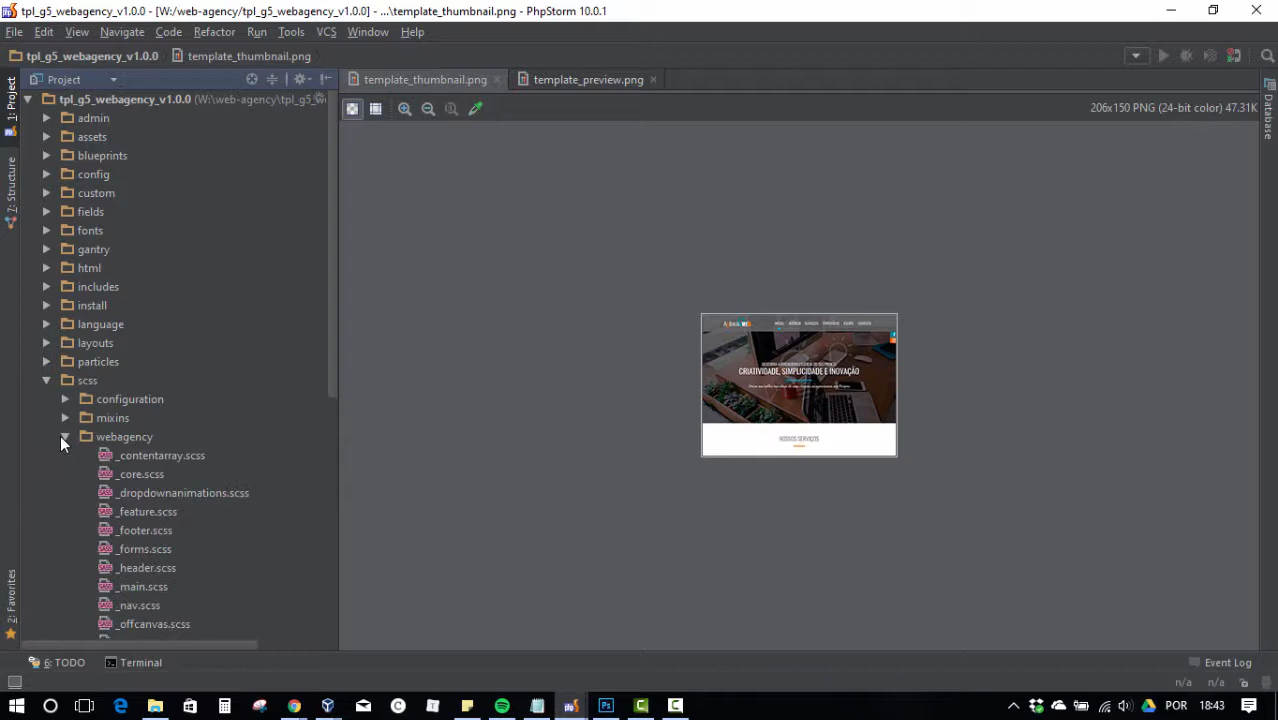 tpl_g5_webagency_v1.0.0 - [W:/web-agency/tpl_g5_webagency_v1.0.0] - ...\template_thumbnail.png - PhpStorm 10.0.1
File Edit View Navigate Code Refactor Run Tools VCS Window Help
tpl_g5_webagency_v1.0.0 template_thumbnail.png
Project
template_thumbnail.png
template_preview.png
206x150 PNG (24-bit color) 47.31K
1: Project
7: Structure
2: Favorites
Database
tpl_g5_webagency_v1.0.0 (W:\web-agency\tpl_g5_w
admin
assets
blueprints
config
custom
fields
fonts
gantry
html
includes
install
language
layouts
particles
scss
configuration
mixins
webagency
_contentarray.scss
_core.scss
_dropdownanimations.scss
_feature.scss
_footer.scss
_forms.scss
_header.scss
_main.scss
_nav.scss
_offcanvas.scss
CRIATIVIDADE, SIMPLICIDADE E INOVAÇÃO
NOSSOS SERVIÇOS
6: TODO
Terminal
Event Log
n/a n/a
POR 18:43